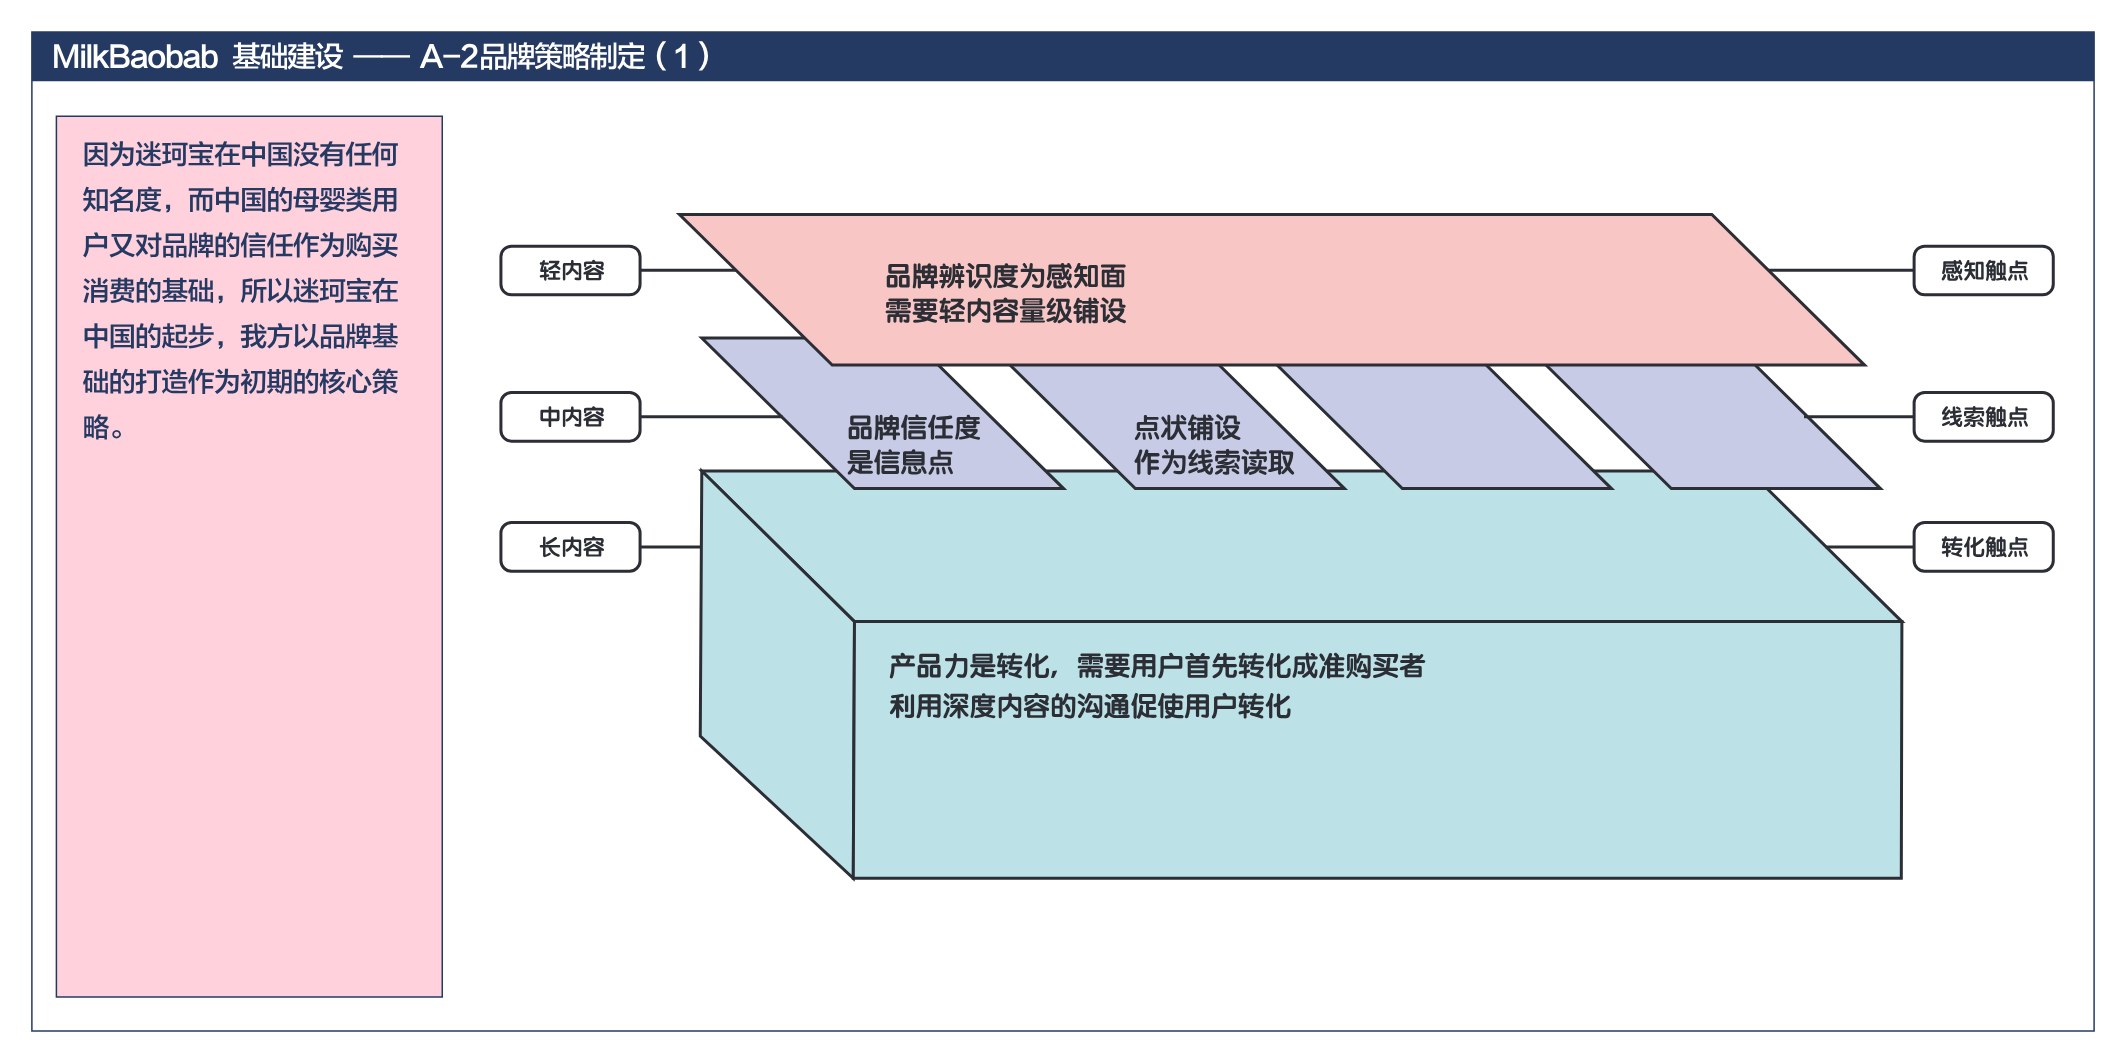 MilkBaobab 基础建设 —— A-2品牌策略制定(1)
因为迷珂宝在中国没有任何
知名度，而中国的母婴类用
户又对品牌的信任作为购买
消费的基础，所以迷珂宝在
中国的起步，我方以品牌基
础的打造作为初期的核心策
略。
轻内容
品牌辨识度为感知面
需要轻内容量级铺设
感知触点
中内容
品牌信任度
是信息点
点状铺设
作为线索读取
线索触点
长内容
转化触点
产品力是转化，需要用户首先转化成准购买者
利用深度内容的沟通促使用户转化